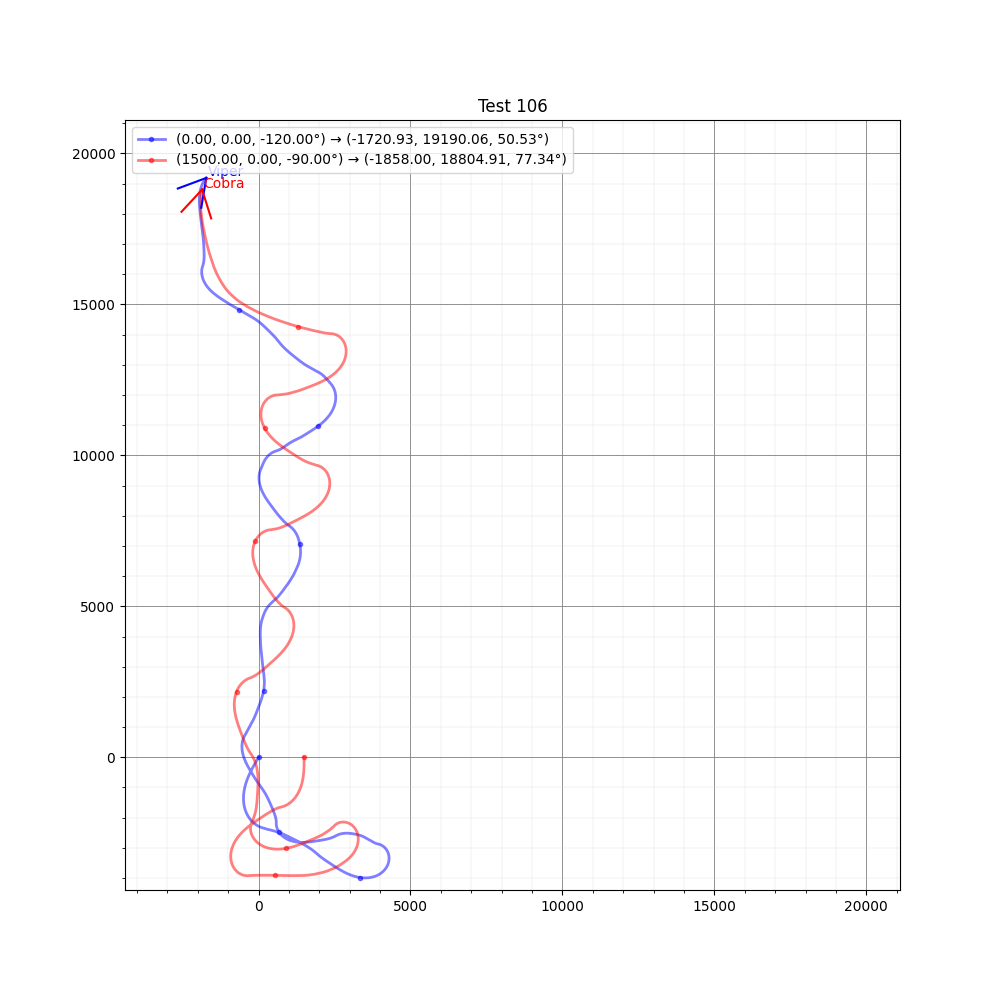 Test 106
(0.00, 0.00, -120.00°) → (-1720.93, 19190.06, 50.53°)
(1500.00, 0.00, -90.00°) → (-1858.00, 18804.91, 77.34°)
Viper
Cobra
20000
15000
10000
5000
0
0 5000 10000 15000 20000